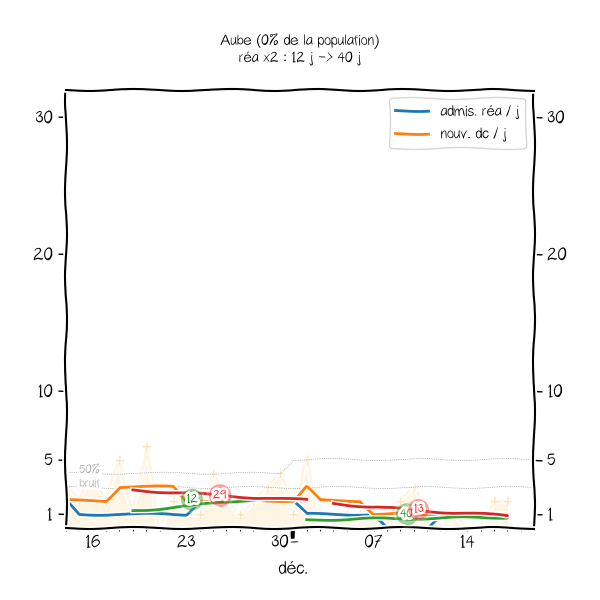 Aube (0% de la population)
réa x2 : 12 j -> 40 j
admis. réa / j
nouv. dc / j
30 30
20 20
10 10
5 5
1 1
50%
bruit
12 29
40 13
16 23 30 07 14
déc.